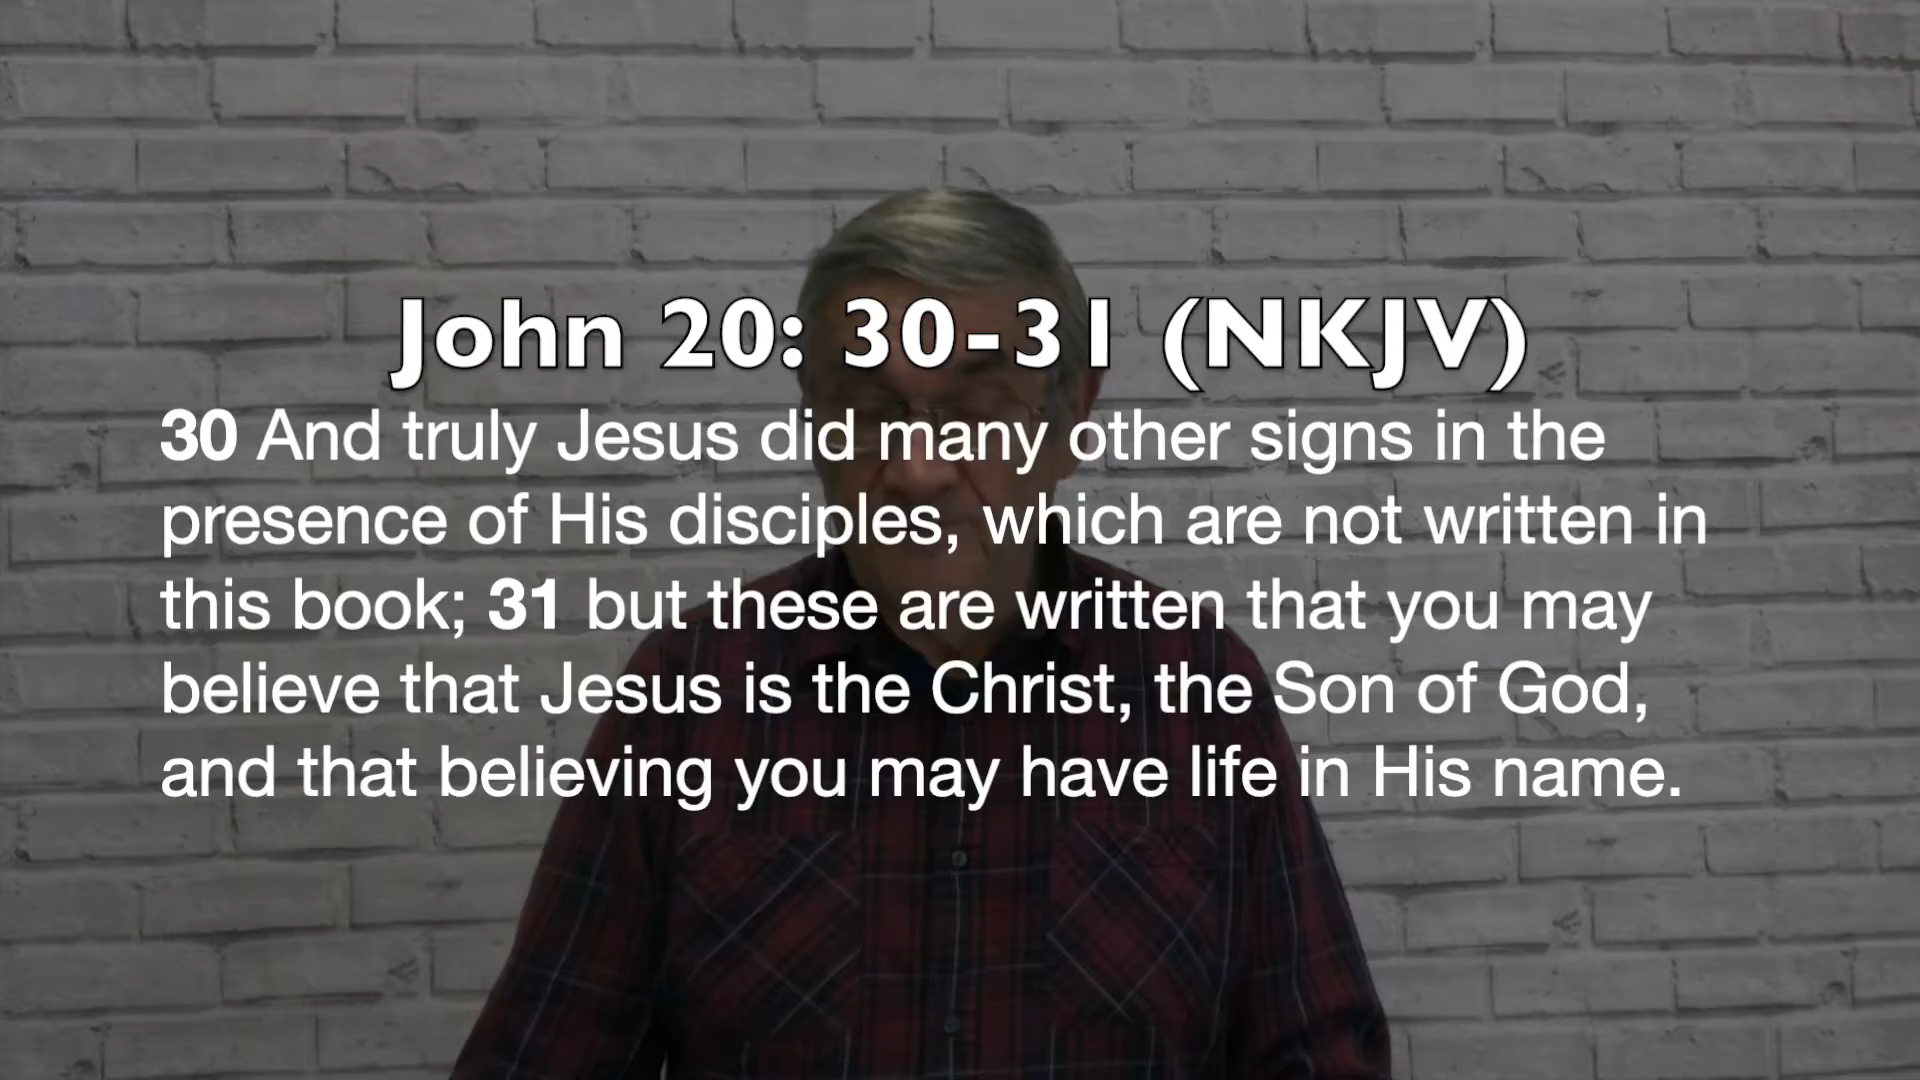 John 20: 30-31 (NKJV)
30 And truly Jesus did many other signs in the
presence of His disciples, which are not written in
this book; 31 but these are written that you may
believe that Jesus is the Christ, the Son of God,
and that believing you may have life in His name.